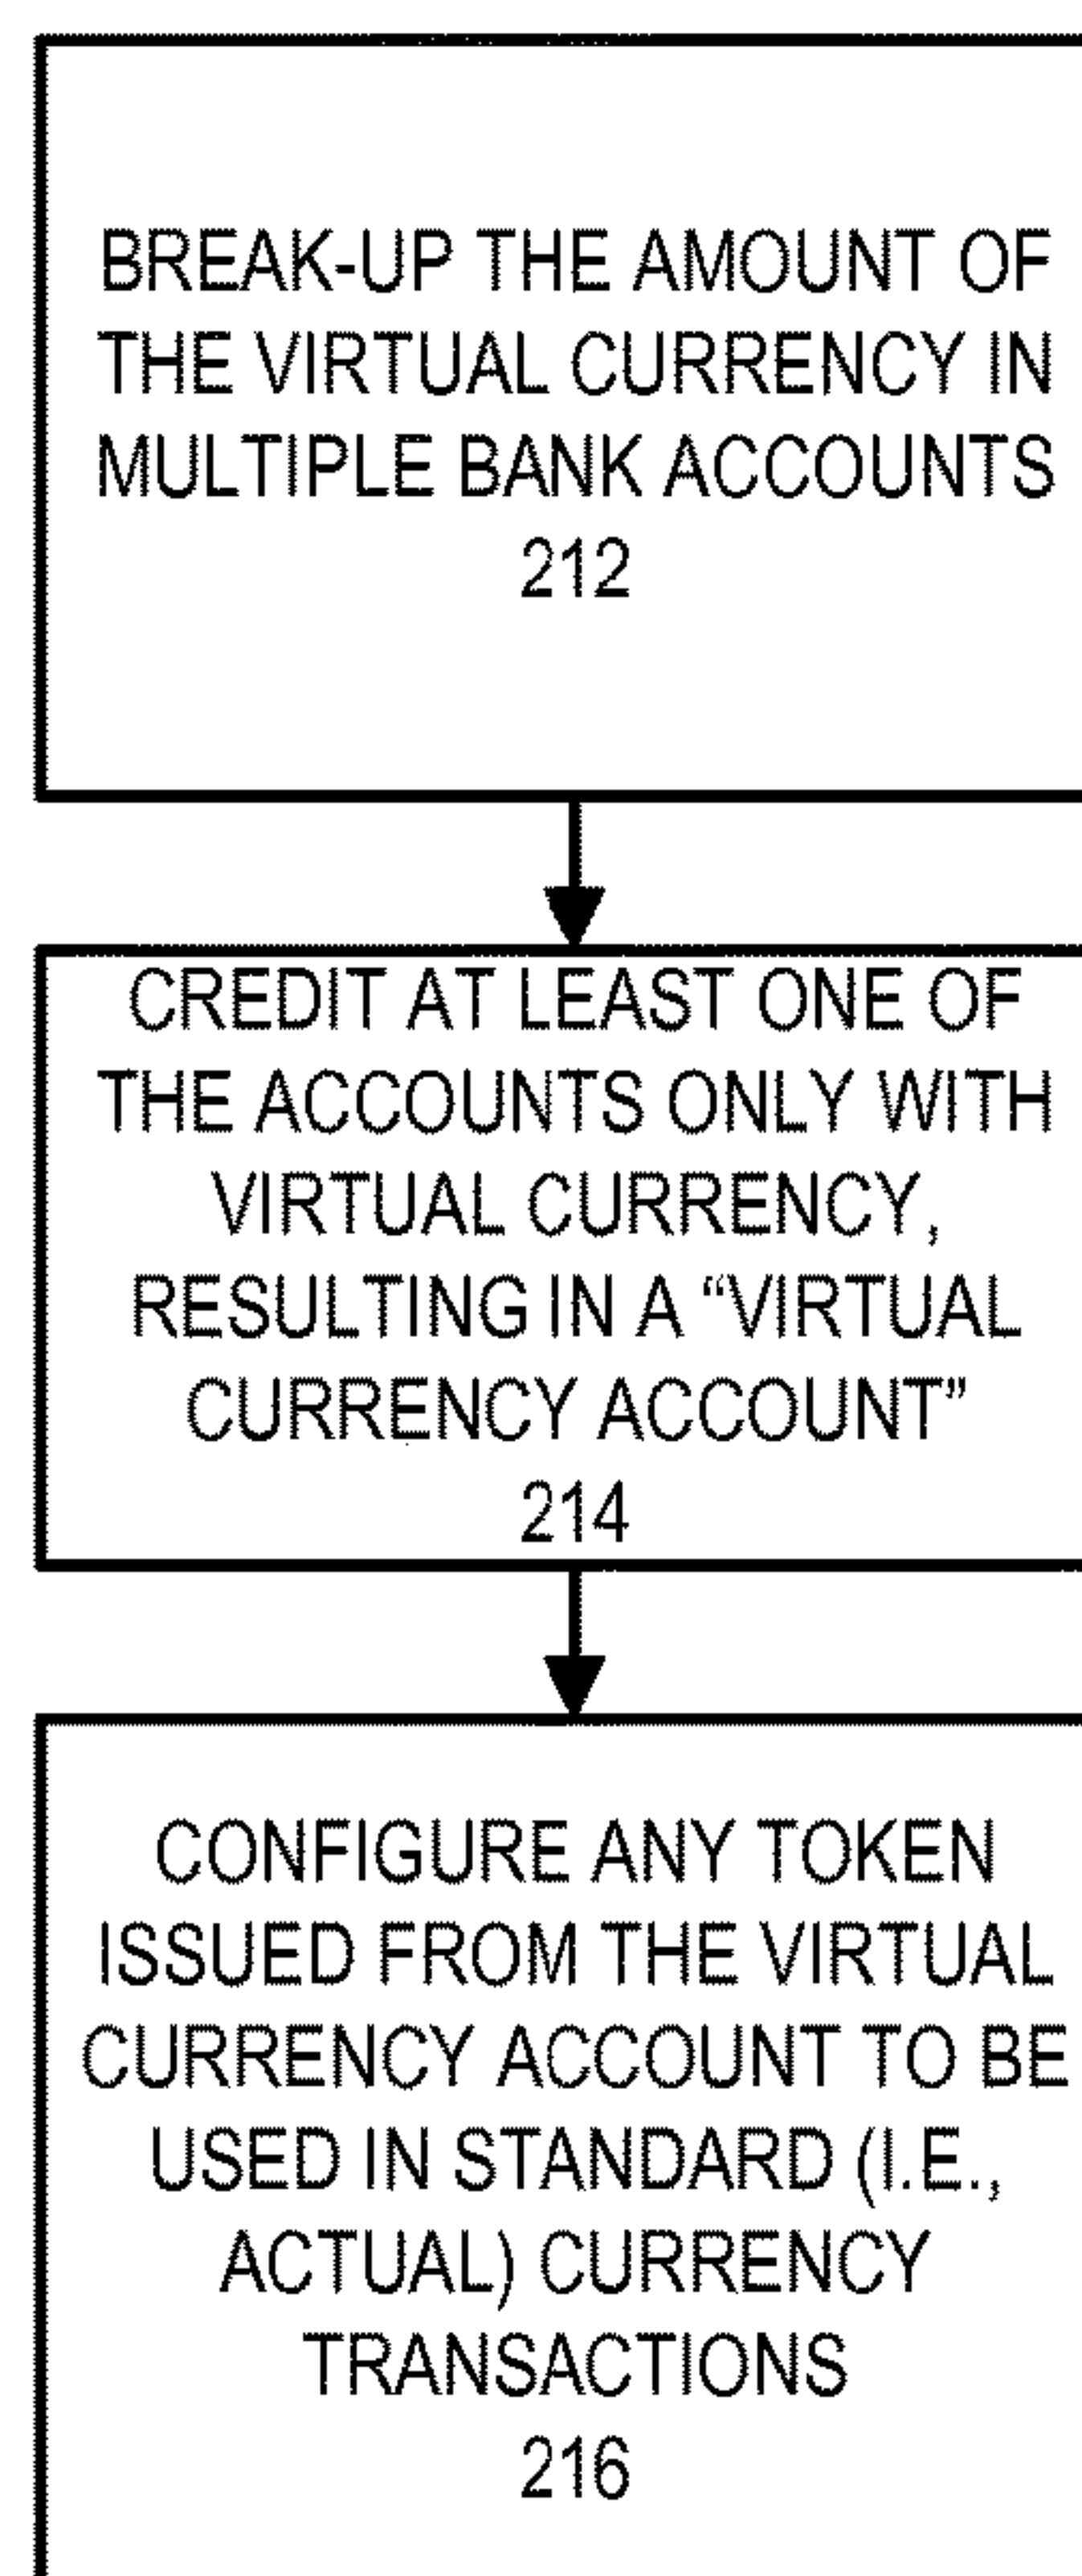 BREAK-UP THE AMOUNT OF
THE VIRTUAL CURRENCY IN
MULTIPLE BANK ACCOUNTS
212
CREDIT AT LEAST ONE OF
THE ACCOUNTS ONLY WITH
VIRTUAL CURRENCY,
RESULTING IN A “VIRTUAL
CURRENCY ACCOUNT”
214
CONFIGURE ANY TOKEN
ISSUED FROM THE VIRTUAL
CURRENCY ACCOUNT TO BE
USED IN STANDARD (I.E.,
ACTUAL) CURRENCY
TRANSACTIONS
216